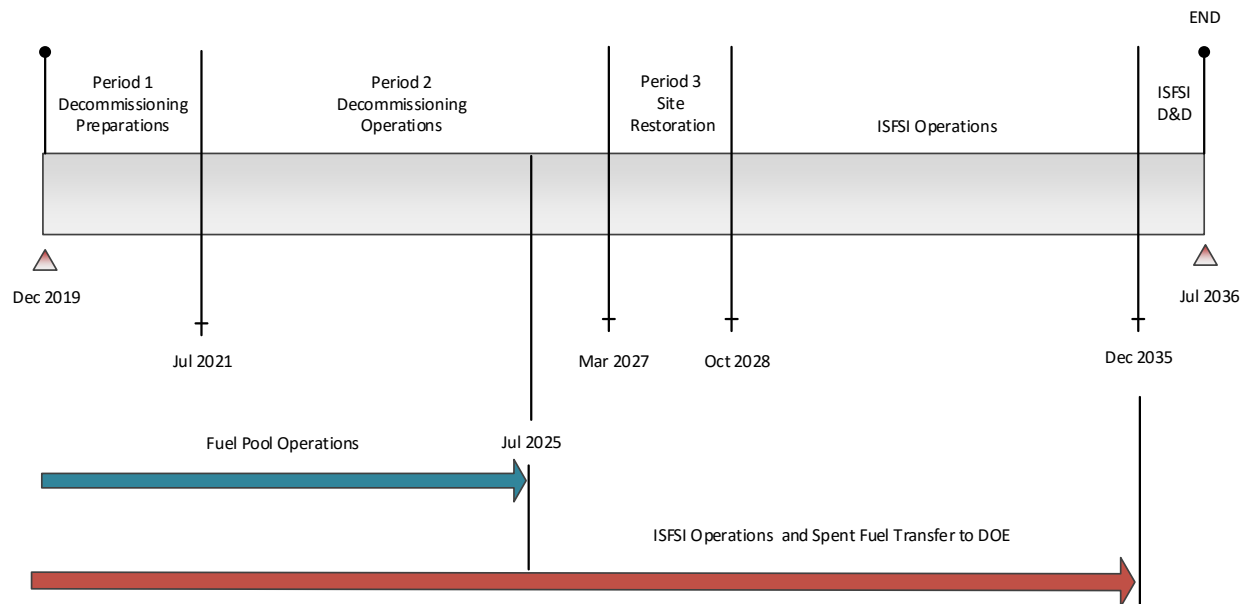 END
Period 1
Decommissioning
Preparations
Period 2
Decommissioning
Operations
Period 3
Site
Restoration
ISFSI Operations
ISFSI
D&D
Dec 2019
Jul 2021
Mar 2027
Oct 2028
Dec 2035
Jul 2036
Fuel Pool Operations
Jul 2025
ISFSI Operations and Spent Fuel Transfer to DOE